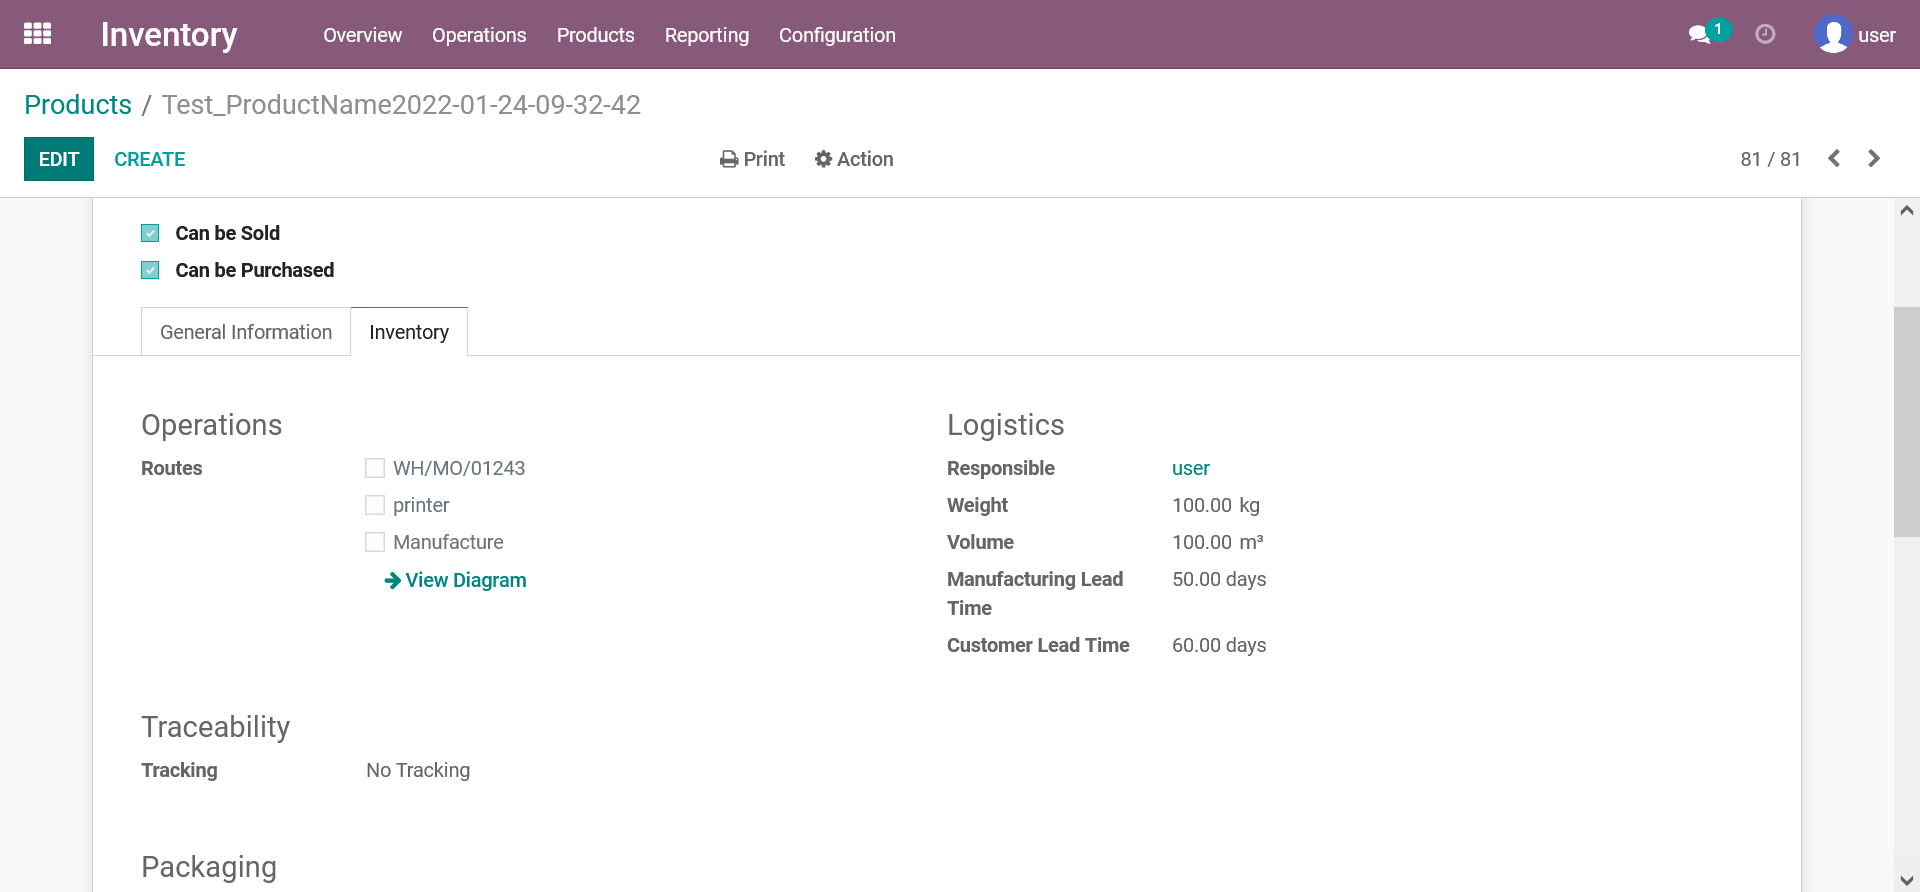 Inventory
Overview Operations Products Reporting Configuration
1
user
Products / Test_ProductName2022-01-24-09-32-42
EDIT CREATE
Print Action
81 / 81
Can be Sold
Can be Purchased
General Information Inventory
Operations
Routes
WH/MO/01243
printer
Manufacture
View Diagram
Logistics
Responsible user
Weight 100.00 kg
Volume 100.00 m³
Manufacturing Lead 50.00 days
Time
Customer Lead Time 60.00 days
Traceability
Tracking No Tracking
Packaging